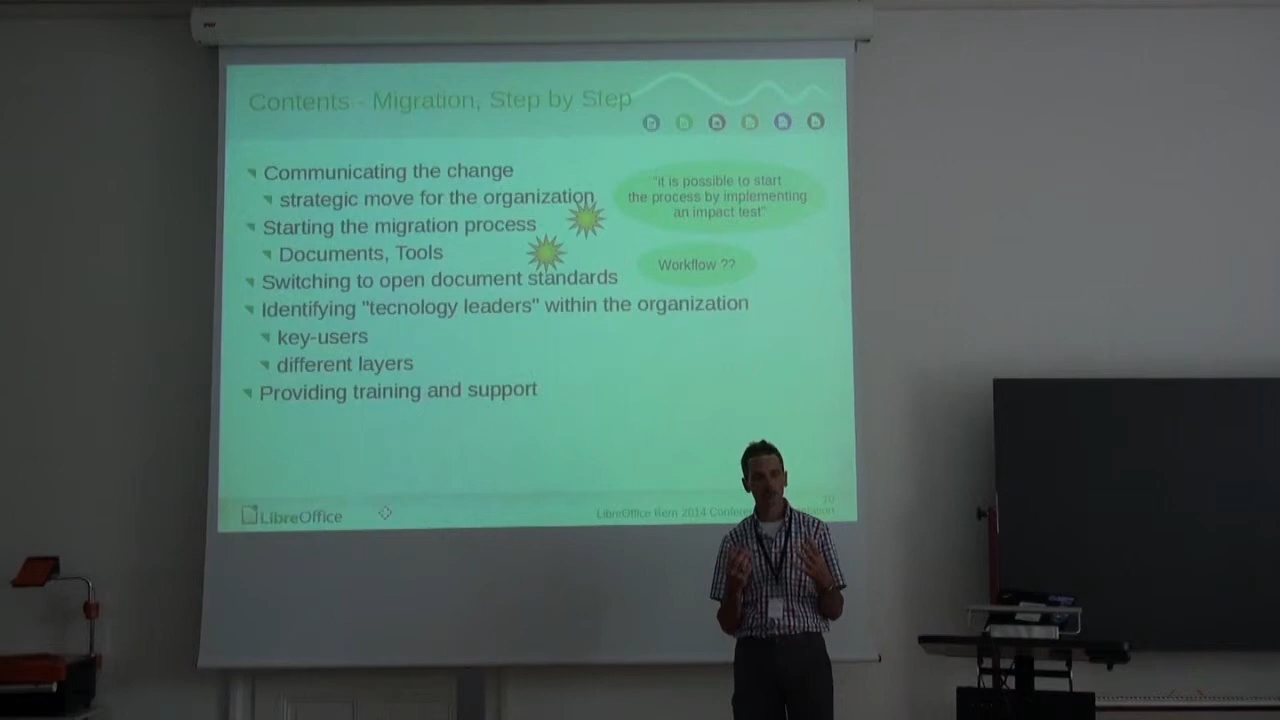 Contents - Migration, Step by Step
Communicating the change
strategic move for the organization
Starting the migration process
Documents, Tools
Switching to open document standards
Identifying "tecnology leaders" within the organization
key-users
different layers
Providing training and support
"it is possible to start
the process by implementing
an impact test"
Workflow ??
LibreOffice
LibreOffice Bern 2014